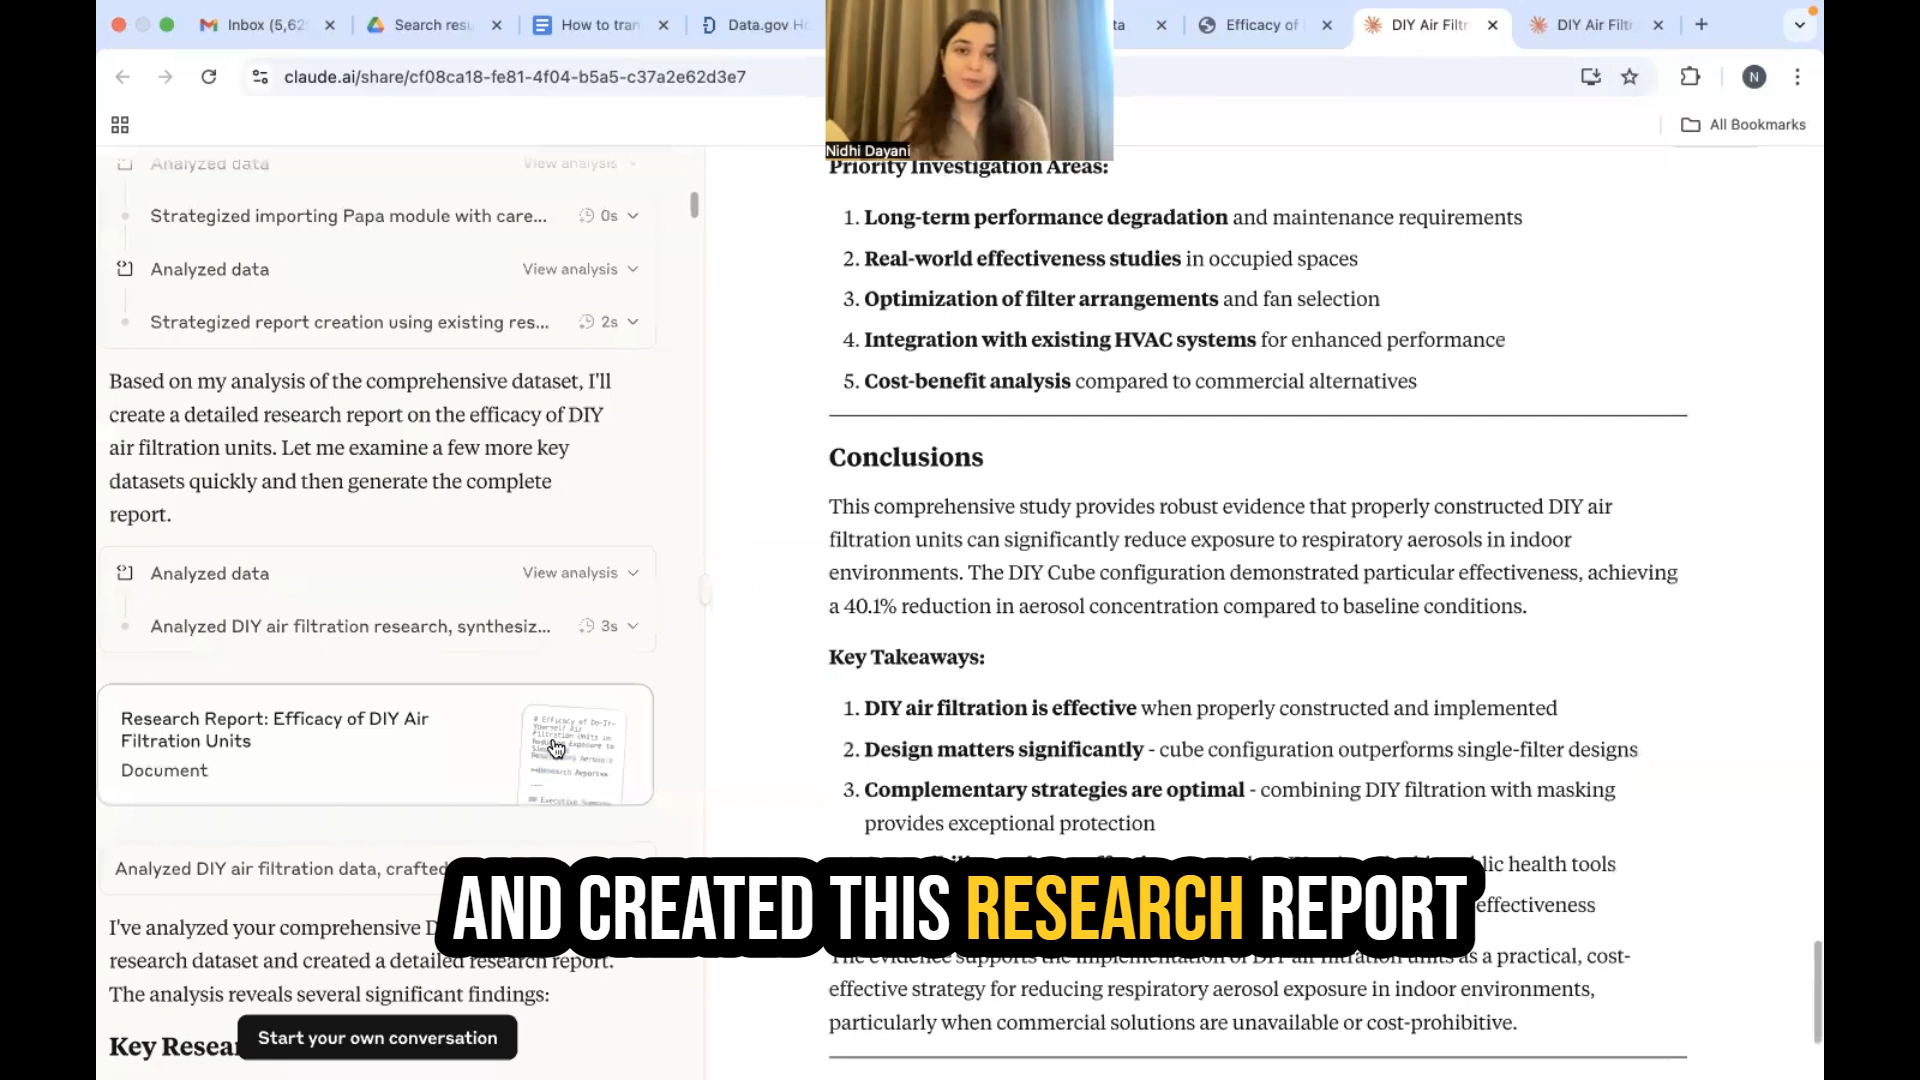 Inbox (5,62
Search resu
How to tran
Data.gov Ho
ta
Efficacy of
DIY Air Filtr
DIY Air Filtr
claude.ai/share/cf08ca18-fe81-4f04-b5a5-c37a2e62d3e7
N
All Bookmarks
Nidhi Dayani
Analyzed data View analysis
Strategized importing Papa module with care... 0s
Analyzed data View analysis
Strategized report creation using existing res... 2s
Based on my analysis of the comprehensive dataset, I'll
create a detailed research report on the efficacy of DIY
air filtration units. Let me examine a few more key
datasets quickly and then generate the complete
report.
Analyzed data View analysis
Analyzed DIY air filtration research, synthesiz... 3s
Research Report: Efficacy of DIY Air
Filtration Units
Document
Analyzed DIY air filtration data, crafted
I've analyzed your comprehensive D
research dataset and created a detailed research report.
The analysis reveals several significant findings:
Key Resea
Start your own conversation
Priority Investigation Areas:
1. Long-term performance degradation and maintenance requirements
2. Real-world effectiveness studies in occupied spaces
3. Optimization of filter arrangements and fan selection
4. Integration with existing HVAC systems for enhanced performance
5. Cost-benefit analysis compared to commercial alternatives
Conclusions
This comprehensive study provides robust evidence that properly constructed DIY air
filtration units can significantly reduce exposure to respiratory aerosols in indoor
environments. The DIY Cube configuration demonstrated particular effectiveness, achieving
a 40.1% reduction in aerosol concentration compared to baseline conditions.
Key Takeaways:
1. DIY air filtration is effective when properly constructed and implemented
2. Design matters significantly - cube configuration outperforms single-filter designs
3. Complementary strategies are optimal - combining DIY filtration with masking
provides exceptional protection
health tools
effectiveness
The evidence supports the implementation of DIY air filtration units as a practical, cost-
effective strategy for reducing respiratory aerosol exposure in indoor environments,
particularly when commercial solutions are unavailable or cost-prohibitive.
AND CREATED THIS RESEARCH REPORT